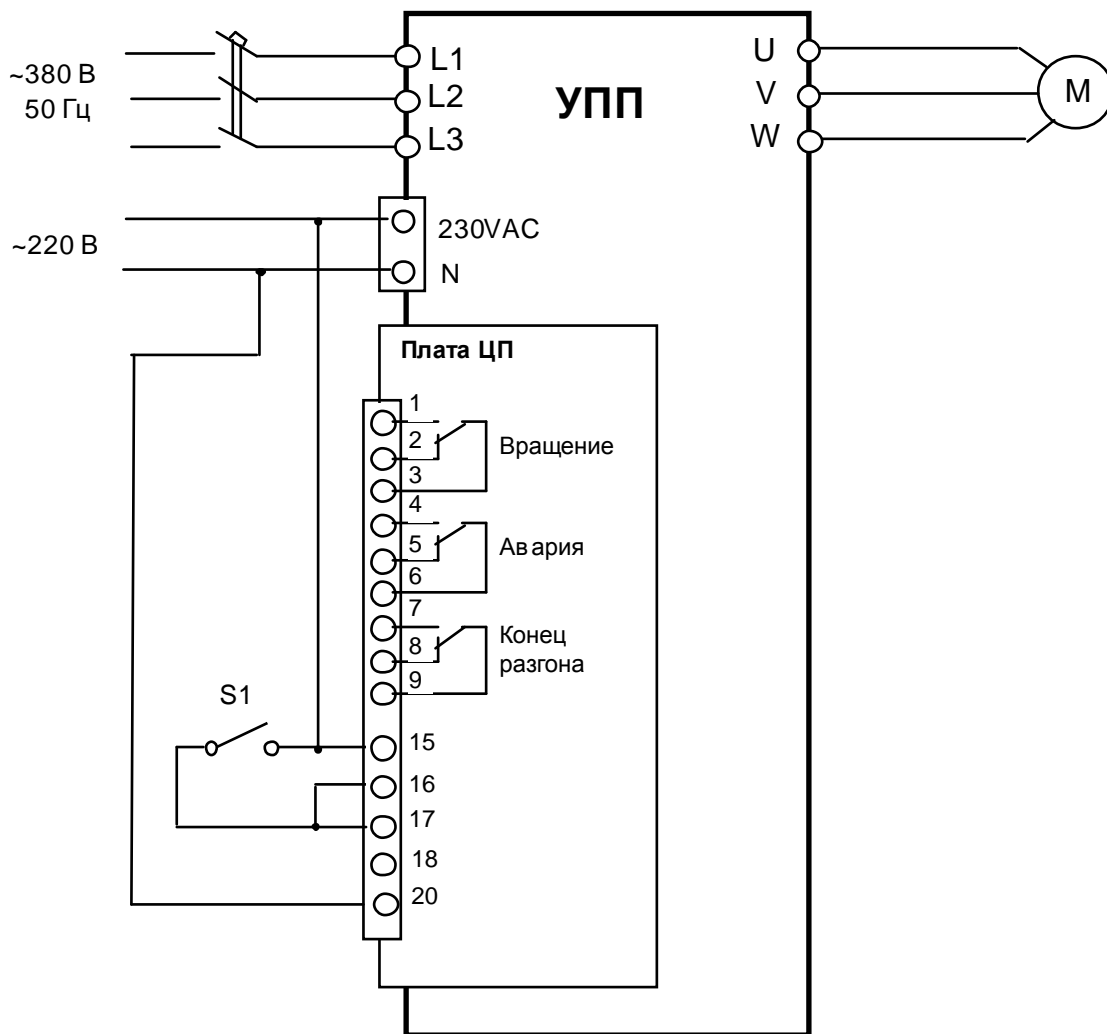 ~380 В
50 Гц
L1
L2
L3
УПП
U
V
W
M
~220 В
230VAC
N
Плата ЦП
1
2
Вращение
3
4
5
Авария
6
7
8
Конец
разгона
9
S1
15
16
17
18
20